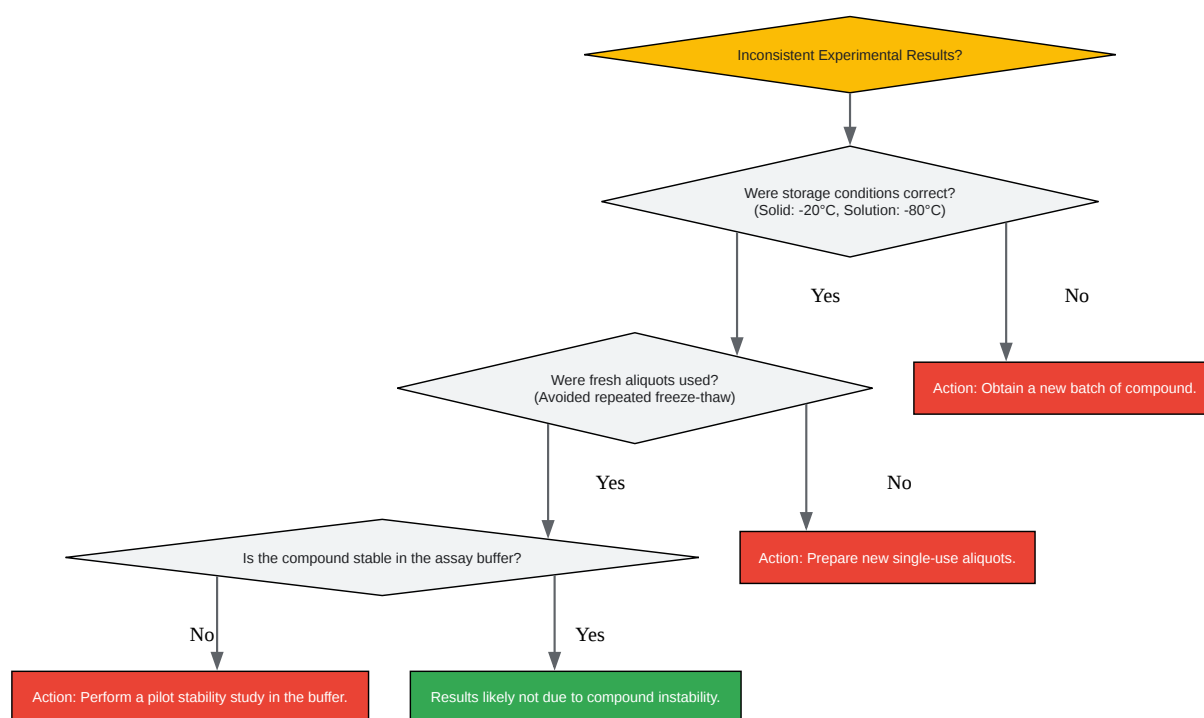 Inconsistent Experimental Results?
Were storage conditions correct?
(Solid: -20°C, Solution: -80°C)
Yes
No
Were fresh aliquots used?
(Avoided repeated freeze-thaw)
Action: Obtain a new batch of compound.
Yes
No
Is the compound stable in the assay buffer?
Action: Prepare new single-use aliquots.
No
Yes
Action: Perform a pilot stability study in the buffer.
Results likely not due to compound instability.